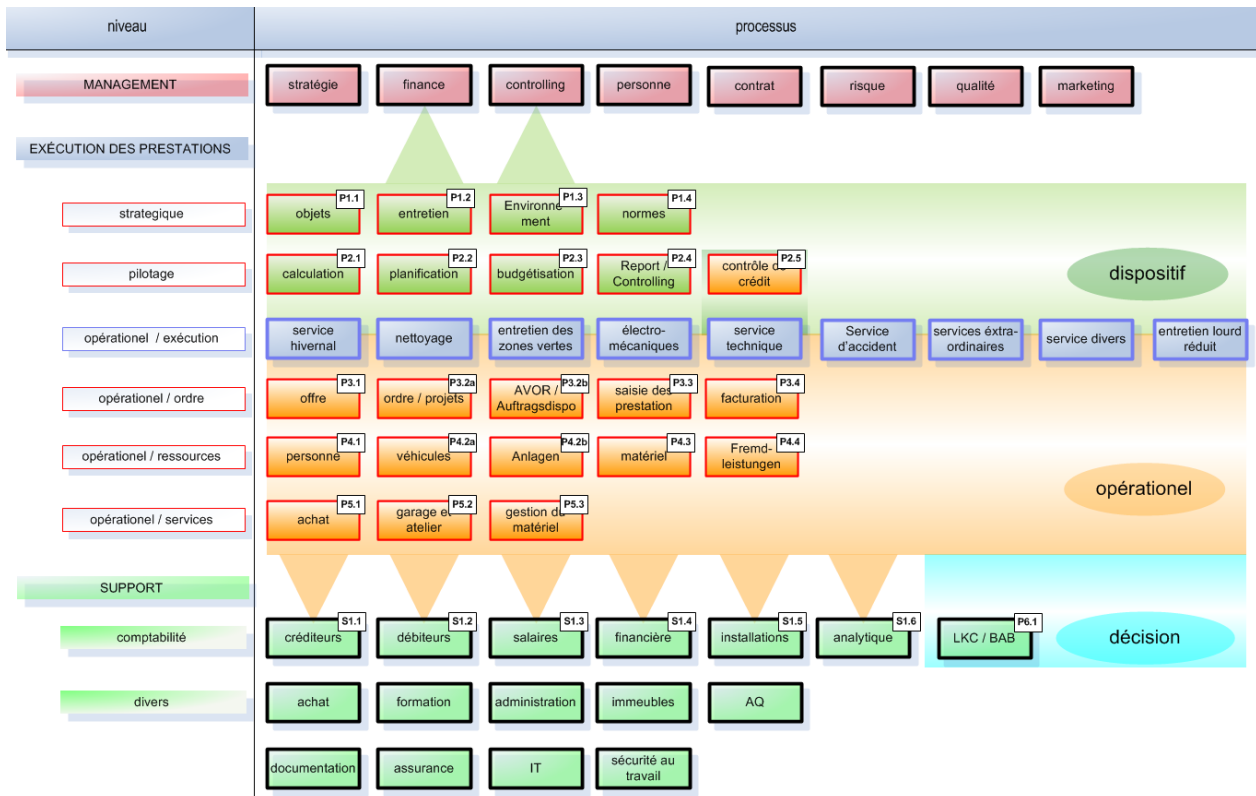 niveau processus
MANAGEMENT stratégie finance controlling personne contrat risque qualité marketing
EXÉCUTION DES PRESTATIONS
P1.1 P1.2 P1.3 P1.4
strategique objets entretien Environne
ment normes
P2.1 P2.2 P2.3 P2.4 P2.5
pilotage calculation planification budgétisation Report /
Controlling contrôle de
crédit dispositif
opérationel / exécution service
hivernal nettoyage entretien des
zones vertes électro-
mécaniques service
technique Service
d'accident services éxtra-
ordinaires service divers entretien lourd
réduit
P3.1 P3.2a P3.2b P3.3 P3.4
opérationel / ordre offre ordre / projets AVOR /
Auftragsdispo saisie des
prestation facturation
P4.1 P4.2a P4.2b P4.3 P4.4
opérationel / ressources personne véhicules Anlagen matériel Fremd-
leistungen
opérationel
P5.1 P5.2 P5.3
opérationel / services achat garage et
atelier gestion du
matériel
SUPPORT
S1.1 S1.2 S1.3 S1.4 S1.5 S1.6 P6.1
comptabilité créditeurs débiteurs salaires financière installations analytique LKC / BAB décision
divers achat formation administration immeubles AQ
documentation assurance IT sécurité au
travail